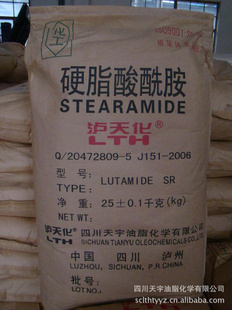 化工
ISO9001
硬脂酸酰胺
STEARAMIDE
泸天化®
LTH
Q/20472809-5 J151-2006
型号:
TYPE: LUTAMIDE SR
净重: 25±0.1千克(kg)
NET WT:
泸天化® 四川天宇油脂化学有限公司
LTH SICHUAN TIANYU OLEOCHEMICALS CO.,LTD
中国 四川 泸州
LUZHOU, SICHUAN, P.R.CHINA
批号:
LOT NO.:
四川天宇油脂化学有限公司
sclthtyyz.cn.alibaba.com